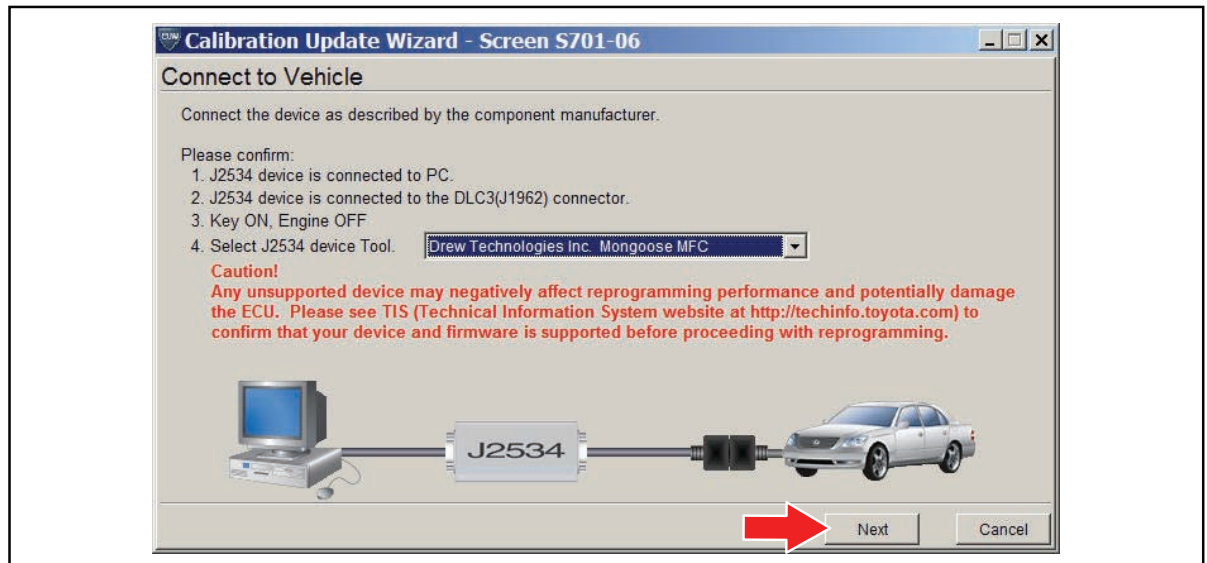 CUW Calibration Update Wizard - Screen S701-06
Connect to Vehicle
Connect the device as described by the component manufacturer.
Please confirm:
1. J2534 device is connected to PC.
2. J2534 device is connected to the DLC3(J1962) connector.
3. Key ON, Engine OFF
4. Select J2534 device Tool. Drew Technologies Inc. Mongoose MFC
Caution!
Any unsupported device may negatively affect reprogramming performance and potentially damage
the ECU. Please see TIS (Technical Information System website at http://techinfo.toyota.com) to
confirm that your device and firmware is supported before proceeding with reprogramming.
J2534
Next Cancel